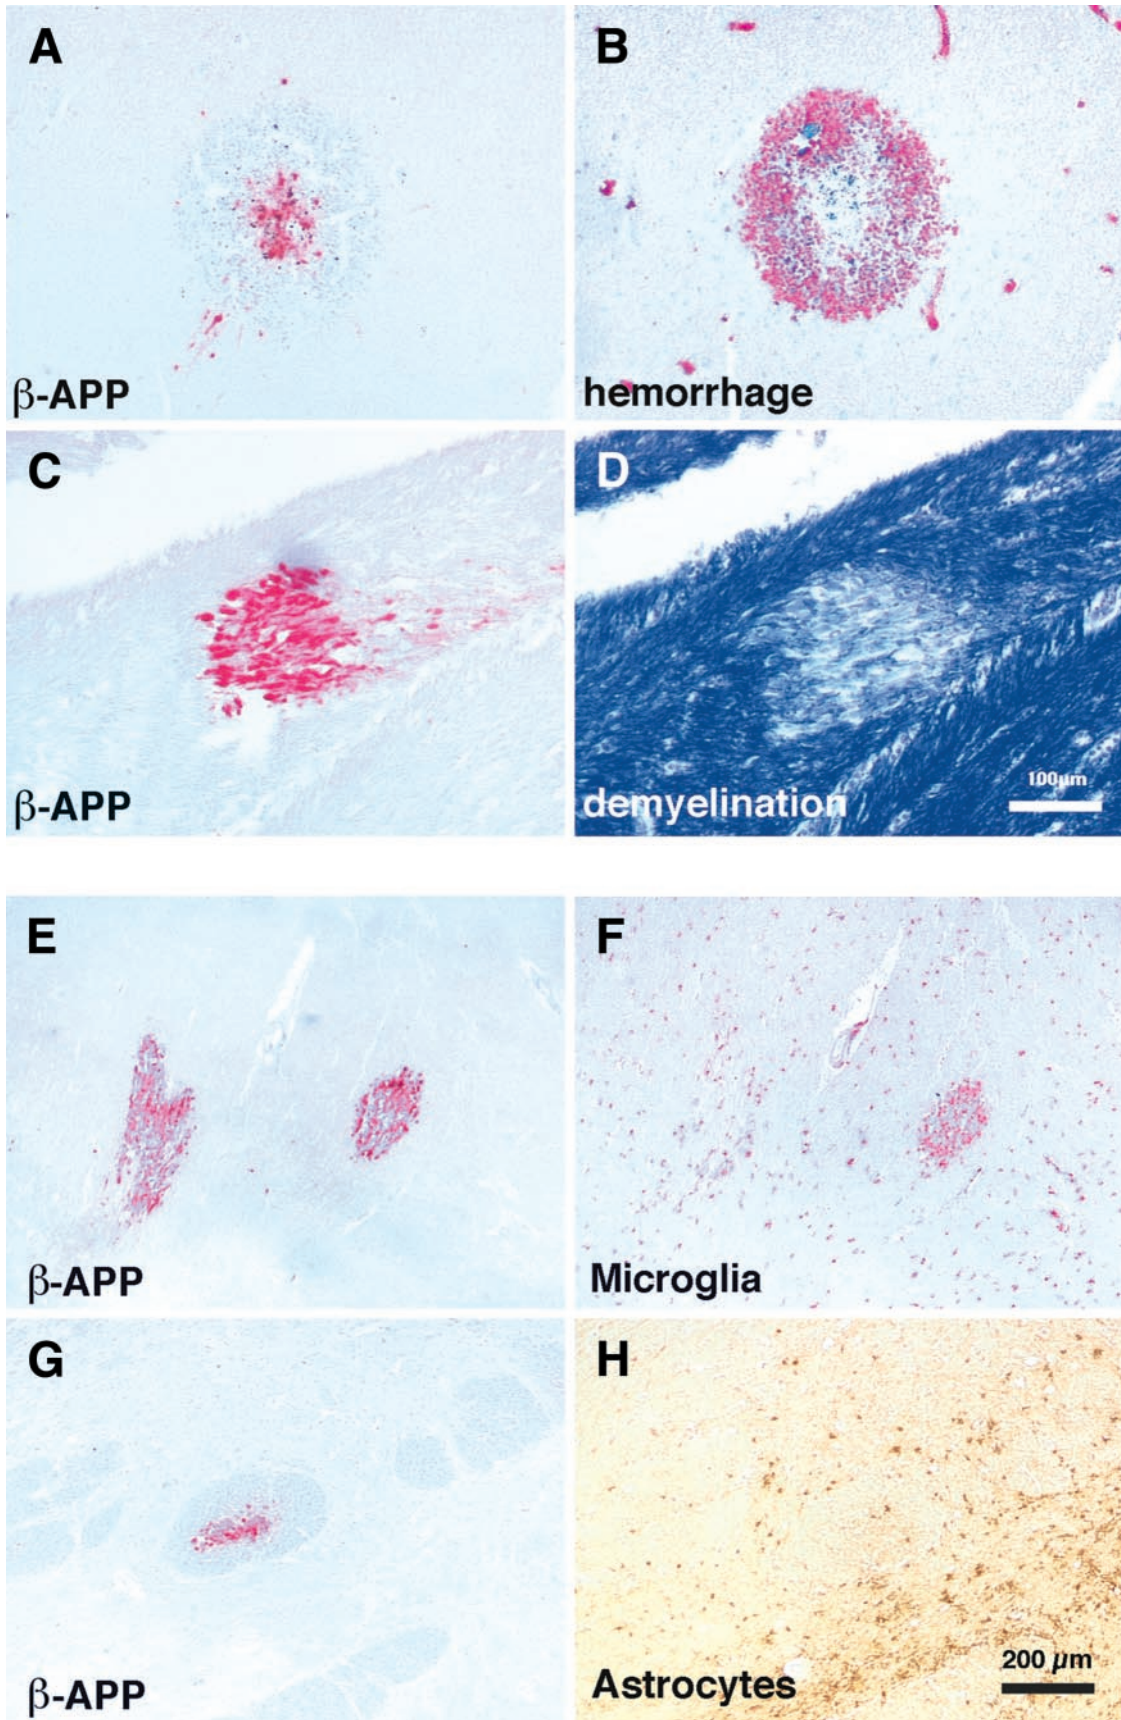 A
B
β-APP
hemorrhage
C
D
β-APP
100µm
demyelination
E
F
β-APP
Microglia
G
H
β-APP
200 µm
Astrocytes